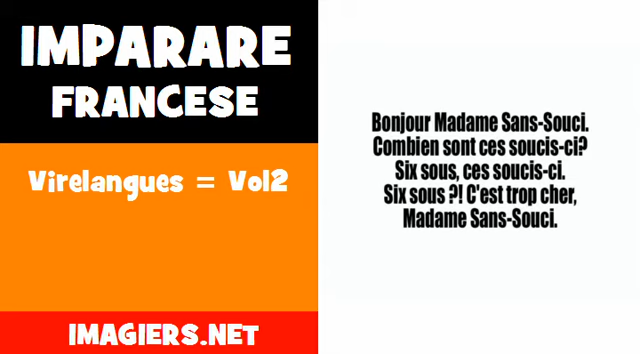 IMPARARE
FRANCESE
Virelangues = Vol2
IMAGIERS.NET
Bonjour Madame Sans-Souci.
Combien sont ces soucis-ci?
Six sous, ces soucis-ci.
Six sous ?! C'est trop cher,
Madame Sans-Souci.